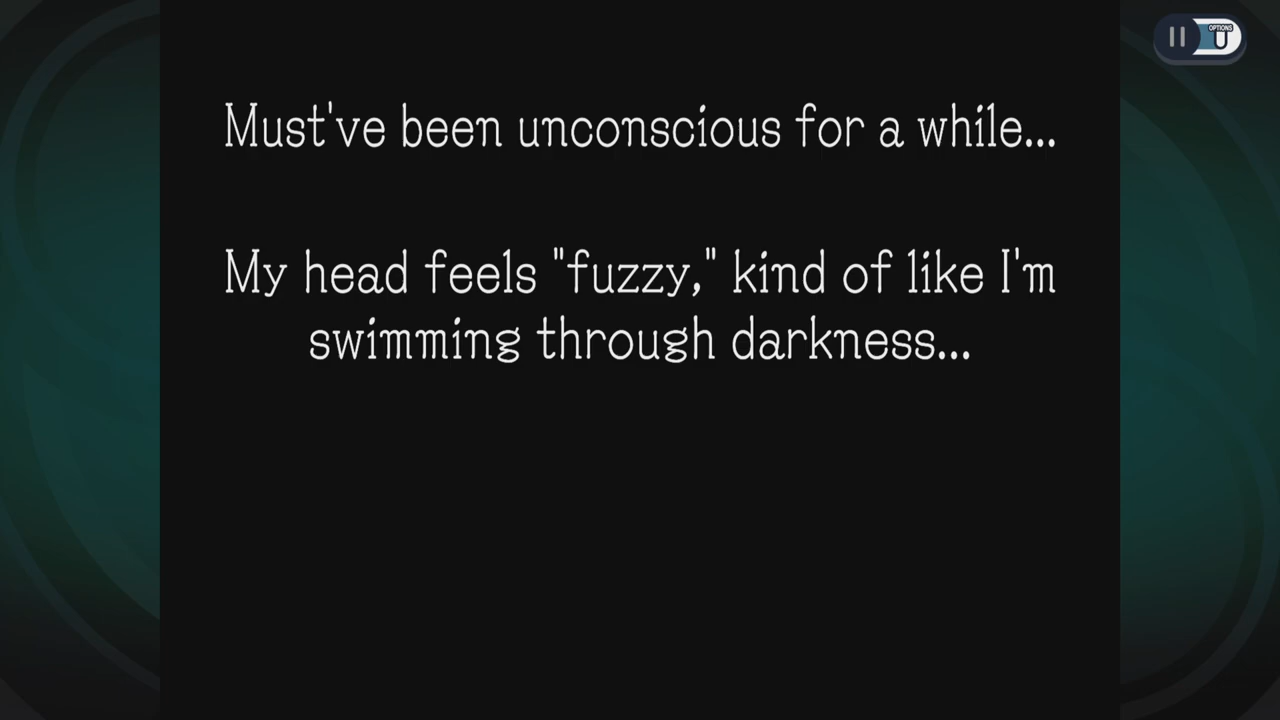 OPTIONS
Must've been unconscious for a while...
My head feels "fuzzy," kind of like I'm
swimming through darkness...